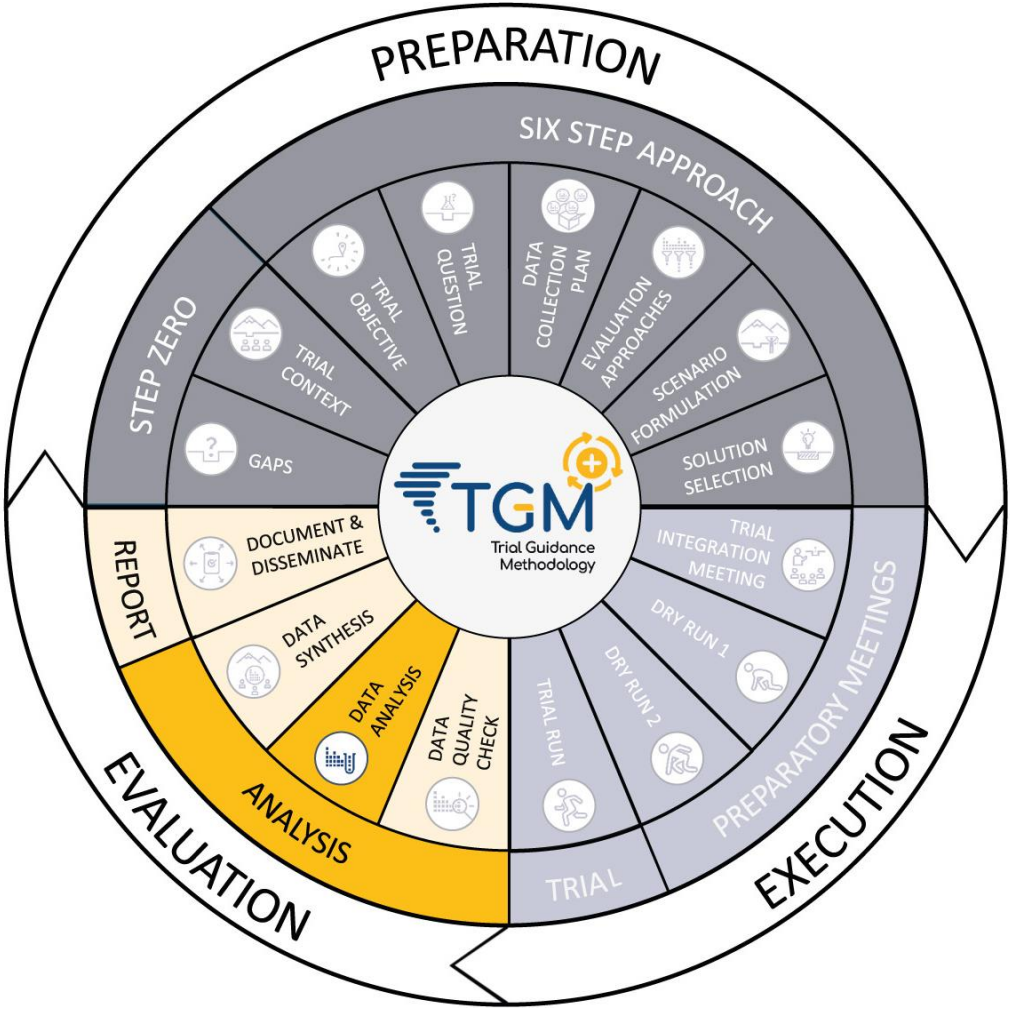 PREPARATION
SIX STEP APPROACH
STEP ZERO
GAPS
TRIAL
CONTEXT
TRIAL
OBJECTIVE
TRIAL
QUESTION
DATA
COLLECTION
PLAN
EVALUATION
APPROACHES
SCENARIO
FORMULATION
SOLUTION
SELECTION
TGM
Trial Guidance
Methodology
EXECUTION
PREPARATORY MEETINGS
TRIAL
INTEGRATION
MEETING
DRY RUN 1
DRY RUN 2
TRIAL
TRIAL RUN
EVALUATION
ANALYSIS
DATA
QUALITY
CHECK
DATA
ANALYSIS
DATA
SYNTHESIS
REPORT
DOCUMENT &
DISSEMINATE